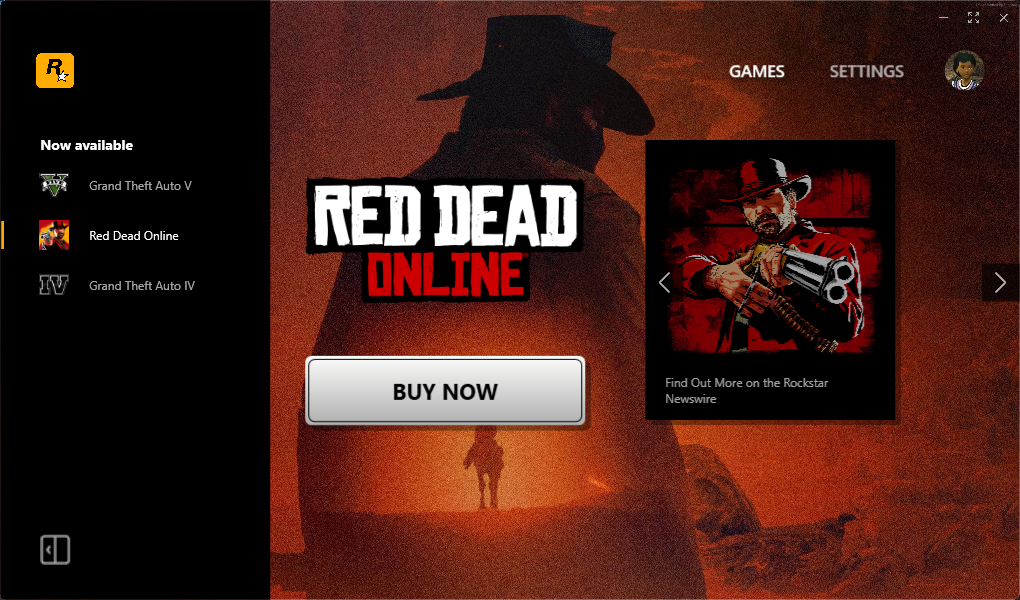 R
GAMES
SETTINGS
Now available
V
Grand Theft Auto V
Red Dead Online
IV
Grand Theft Auto IV
RED DEAD
ONLINE
BUY NOW
Find Out More on the Rockstar
Newswire